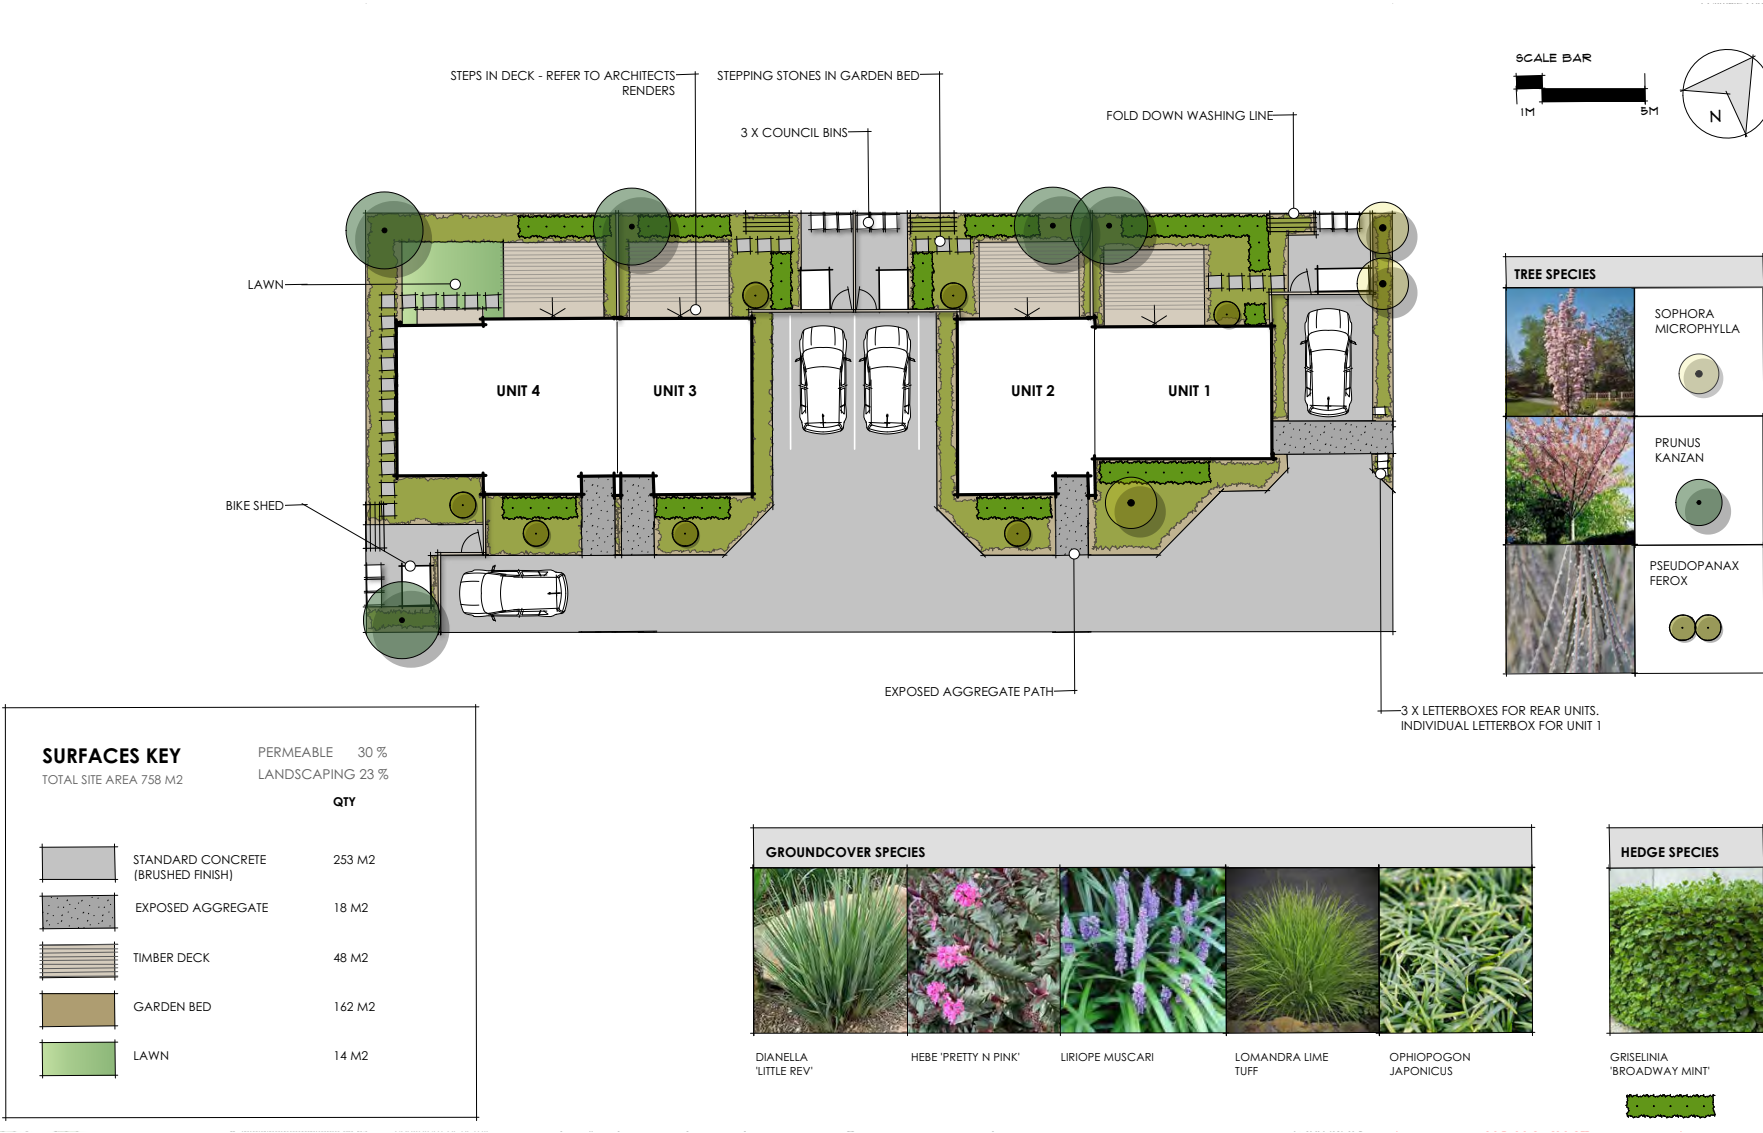 SCALE BAR
1M
5M
N
STEPS IN DECK - REFER TO ARCHITECTS
RENDERS
STEPPING STONES IN GARDEN BED
3 X COUNCIL BINS
FOLD DOWN WASHING LINE
LAWN
UNIT 4
UNIT 3
UNIT 2
UNIT 1
BIKE SHED
EXPOSED AGGREGATE PATH
3 X LETTERBOXES FOR REAR UNITS.
INDIVIDUAL LETTERBOX FOR UNIT 1
TREE SPECIES
SOPHORA
MICROPHYLLA
PRUNUS
KANZAN
PSEUDOPANAX
FEROX
SURFACES KEY
TOTAL SITE AREA 758 M2
PERMEABLE 30 %
LANDSCAPING 23 %
QTY
STANDARD CONCRETE 253 M2
(BRUSHED FINISH)
EXPOSED AGGREGATE 18 M2
TIMBER DECK 48 M2
GARDEN BED 162 M2
LAWN 14 M2
GROUNDCOVER SPECIES
DIANELLA
'LITTLE REV'
HEBE 'PRETTY N PINK'
LIRIOPE MUSCARI
LOMANDRA LIME
TUFF
OPHIOPOGON
JAPONICUS
HEDGE SPECIES
GRISELINIA
'BROADWAY MINT'